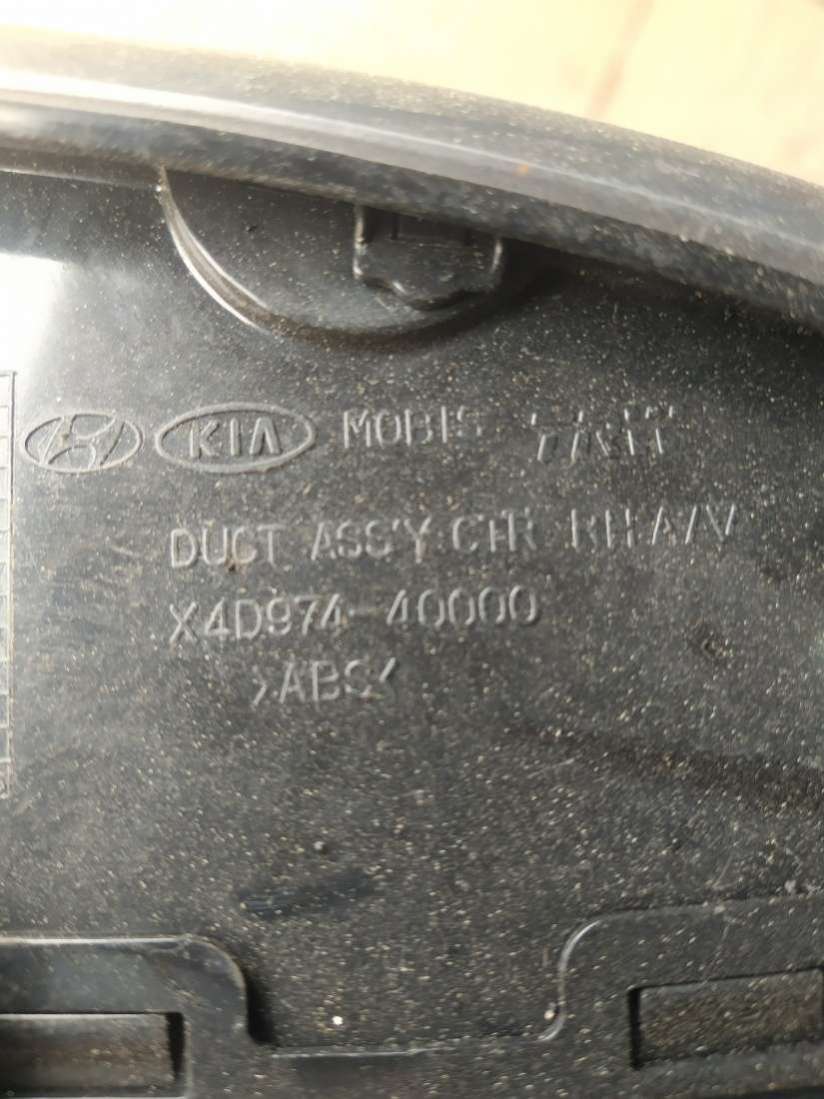 KIA MOBIS
DUCT ASS'Y CTR RH A/V
X4D974-40000
>ABS<